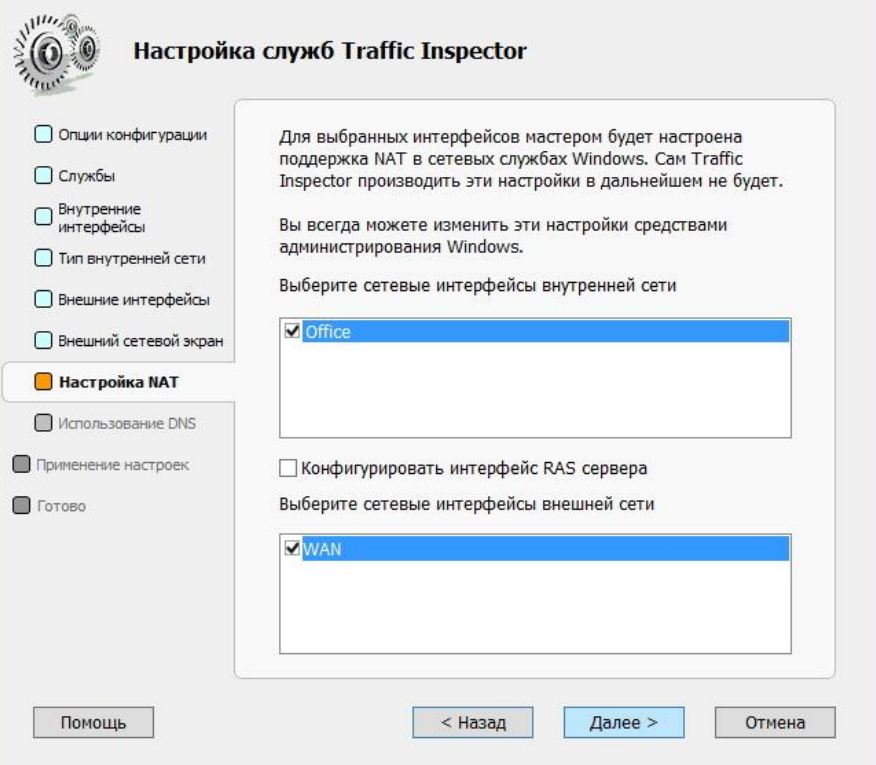 Настройка служб Traffic Inspector
Опции конфигурации
Службы
Внутренние
интерфейсы
Тип внутренней сети
Внешние интерфейсы
Внешний сетевой экран
Настройка NAT
Использование DNS
Применение настроек
Готово
Для выбранных интерфейсов мастером будет настроена
поддержка NAT в сетевых службах Windows. Сам Traffic
Inspector производить эти настройки в дальнейшем не будет.
Вы всегда можете изменить эти настройки средствами
администрирования Windows.
Выберите сетевые интерфейсы внутренней сети
Office
Конфигурировать интерфейс RAS сервера
Выберите сетевые интерфейсы внешней сети
WAN
Помощь
< Назад
Далее >
Отмена